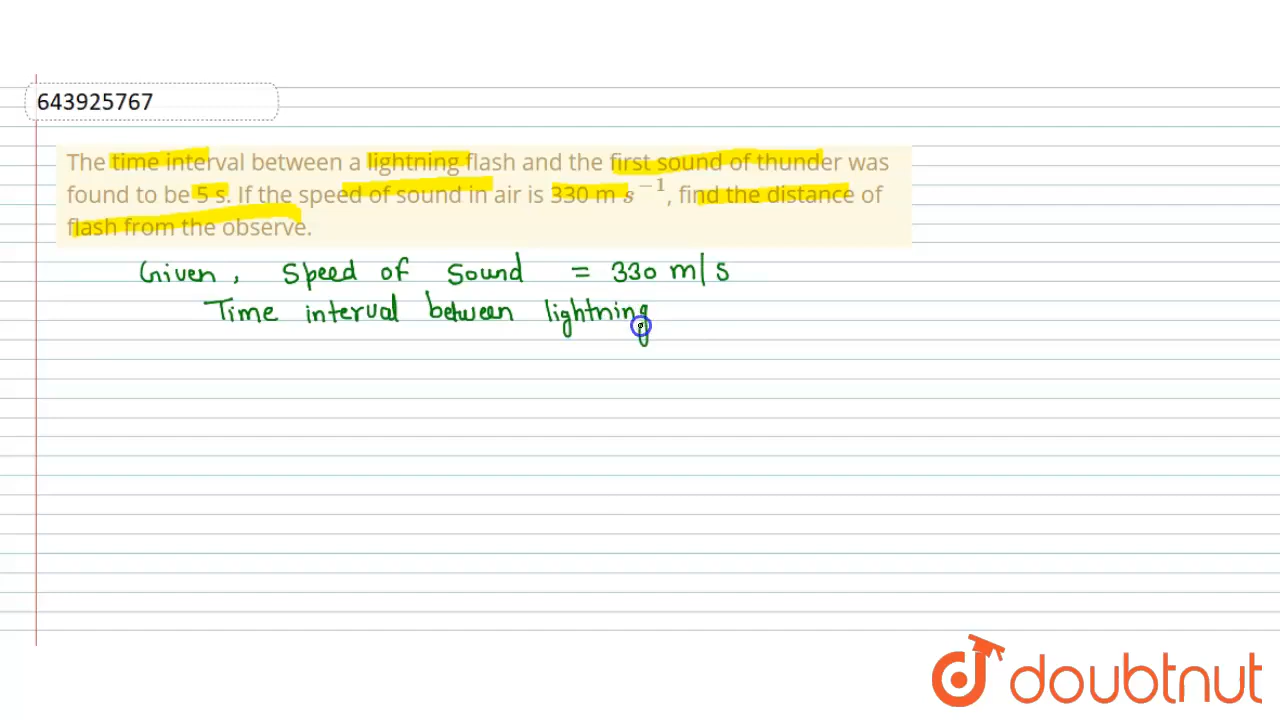 643925767
The time interval between a lightning flash and the first sound of thunder was
found to be 5 s. If the speed of sound in air is 330 m s⁻¹, find the distance of
flash from the observe.
Given, Speed of Sound = 330 m/s
Time interval between lightning
doubtnut